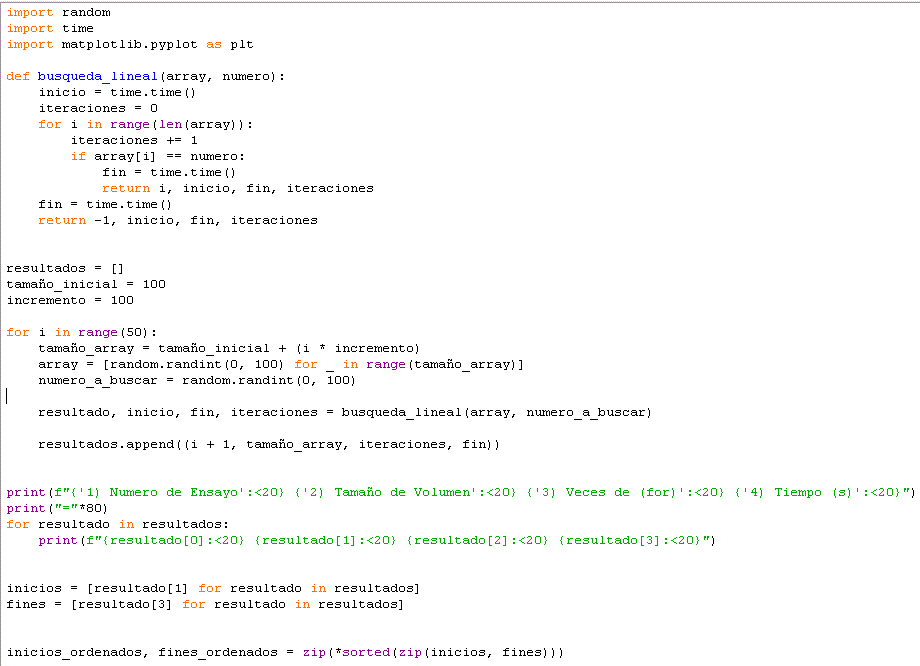 import random
import time
import matplotlib.pyplot as plt

def busqueda_lineal(array, numero):
    inicio = time.time()
    iteraciones = 0
    for i in range(len(array)):
        iteraciones += 1
        if array[i] == numero:
            fin = time.time()
            return i, inicio, fin, iteraciones
    fin = time.time()
    return -1, inicio, fin, iteraciones


resultados = []
tamaño_inicial = 100
incremento = 100

for i in range(50):
    tamaño_array = tamaño_inicial + (i * incremento)
    array = [random.randint(0, 100) for _ in range(tamaño_array)]
    numero_a_buscar = random.randint(0, 100)

    resultado, inicio, fin, iteraciones = busqueda_lineal(array, numero_a_buscar)

    resultados.append((i + 1, tamaño_array, iteraciones, fin))


print(f"{'1) Numero de Ensayo':<20} {'2) Tamaño de Volumen':<20} {'3) Veces de (for)':<20} {'4) Tiempo (s)':<20}")
print("="*80)
for resultado in resultados:
    print(f"{resultado[0]:<20} {resultado[1]:<20} {resultado[2]:<20} {resultado[3]:<20}")


inicios = [resultado[1] for resultado in resultados]
fines = [resultado[3] for resultado in resultados]


inicios_ordenados, fines_ordenados = zip(*sorted(zip(inicios, fines)))